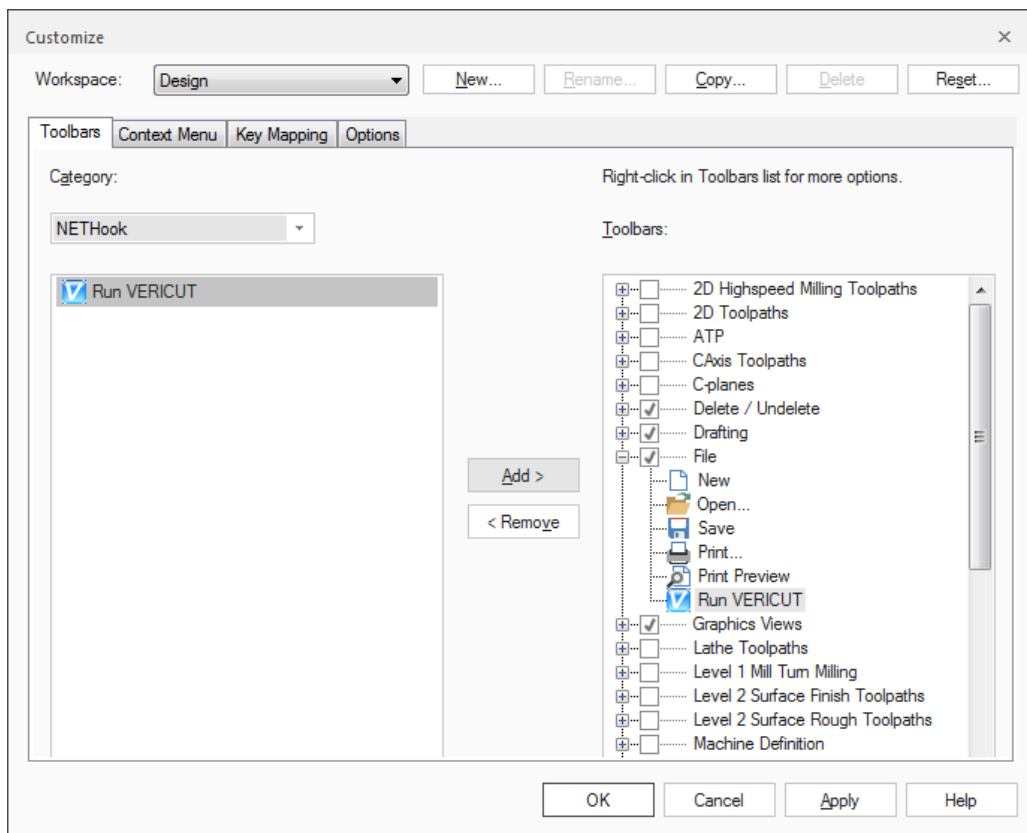 Customize
Workspace: Design New... Rename... Copy... Delete Reset...
Toolbars Context Menu Key Mapping Options
Category: Right-click in Toolbars list for more options.
NETHook Toolbars:
Run VERICUT
2D Highspeed Milling Toolpaths
2D Toolpaths
ATP
CAxis Toolpaths
C-planes
Delete / Undelete
Drafting
File
Add >
New
Open...
< Remove
Save
Print...
Print Preview
Run VERICUT
Graphics Views
Lathe Toolpaths
Level 1 Mill Turn Milling
Level 2 Surface Finish Toolpaths
Level 2 Surface Rough Toolpaths
Machine Definition
OK Cancel Apply Help